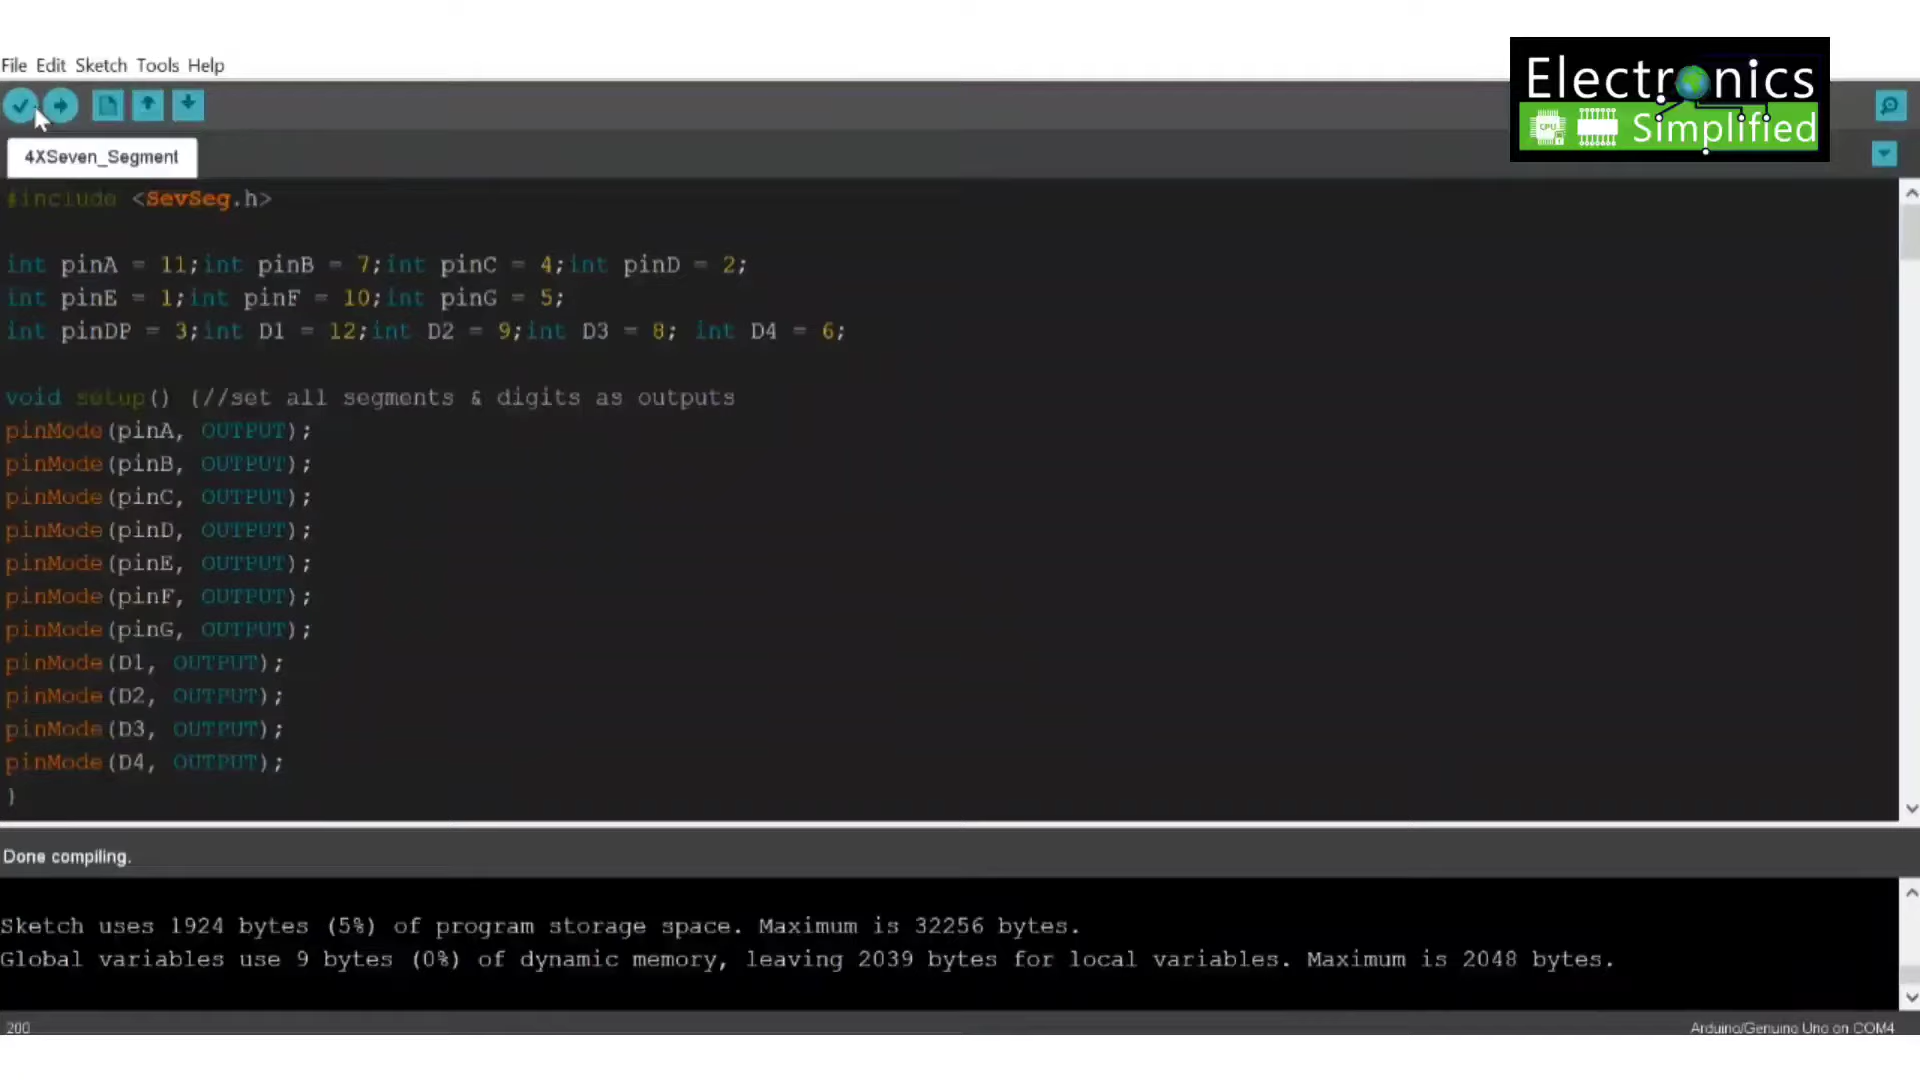 File Edit Sketch Tools Help
Electronics
CPU
Simplified
4XSeven_Segment
#include <SevSeg.h>
int pinA = 11;int pinB = 7;int pinC = 4;int pinD = 2;
int pinE = 1;int pinF = 10;int pinG = 5;
int pinDP = 3;int D1 = 12;int D2 = 9;int D3 = 8; int D4 = 6;
void setup() {//set all segments & digits as outputs
pinMode(pinA, OUTPUT);
pinMode(pinB, OUTPUT);
pinMode(pinC, OUTPUT);
pinMode(pinD, OUTPUT);
pinMode(pinE, OUTPUT);
pinMode(pinF, OUTPUT);
pinMode(pinG, OUTPUT);
pinMode(D1, OUTPUT);
pinMode(D2, OUTPUT);
pinMode(D3, OUTPUT);
pinMode(D4, OUTPUT);
}
Done compiling.
Sketch uses 1924 bytes (5%) of program storage space. Maximum is 32256 bytes.
Global variables use 9 bytes (0%) of dynamic memory, leaving 2039 bytes for local variables. Maximum is 2048 bytes.
200
Arduino/Genuino Uno on COM4